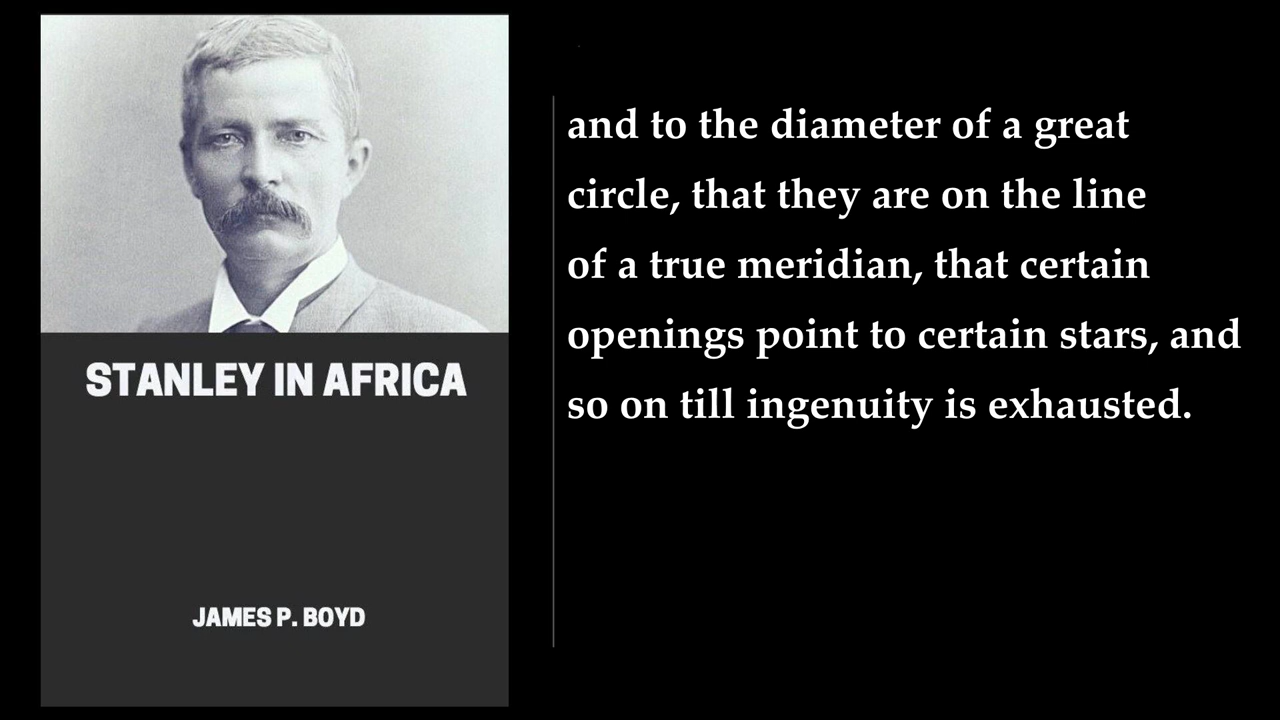 STANLEY IN AFRICA
JAMES P. BOYD
and to the diameter of a great
circle, that they are on the line
of a true meridian, that certain
openings point to certain stars, and
so on till ingenuity is exhausted.